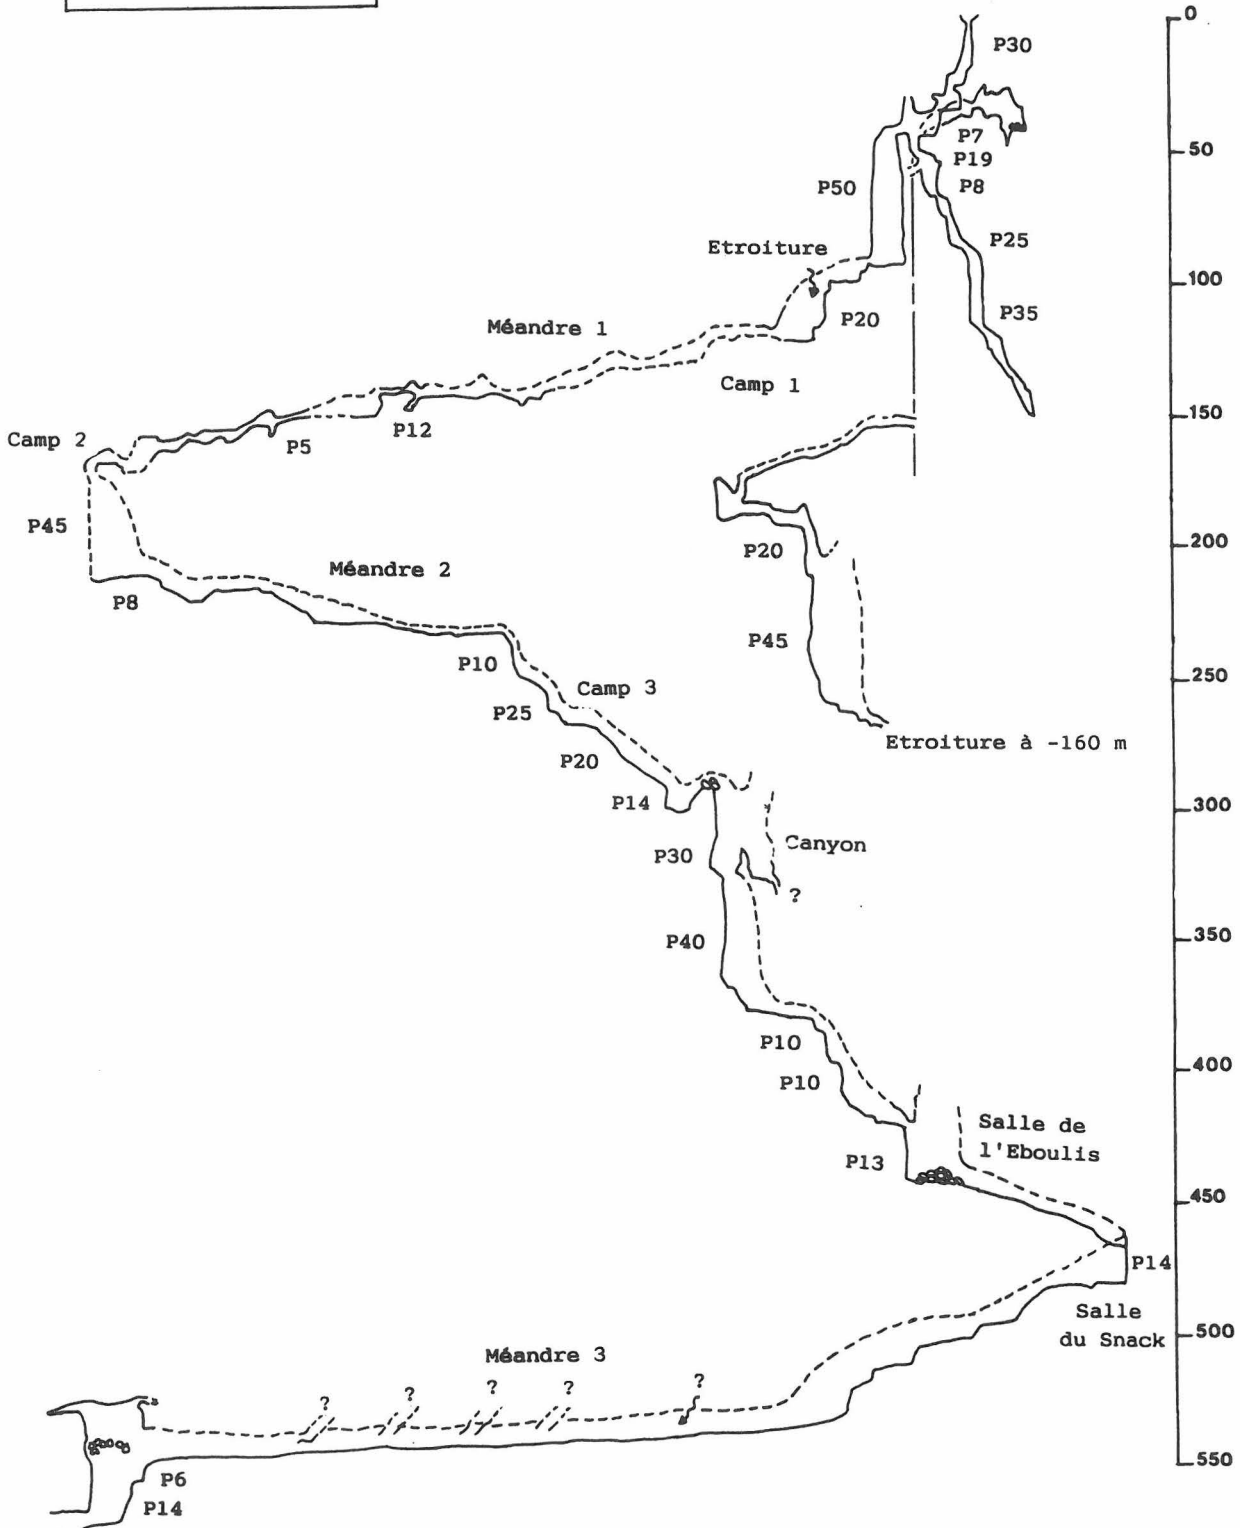 0
P30
P7
50
P19
P8
P50
P25
Etroiture
100
P20
P35
Méandre 1
Camp 1
150
P12
Camp 2
P5
P45
200
P20
Méandre 2
P8
P45
P10
250
Camp 3
P25
Etroiture à -160 m
P20
300
P14
Canyon
P30
?
350
P40
P10
400
P10
Salle de
l'Eboulis
P13
450
P14
Salle
du Snack
500
Méandre 3
? ? ? ? ?
550
P6
P14